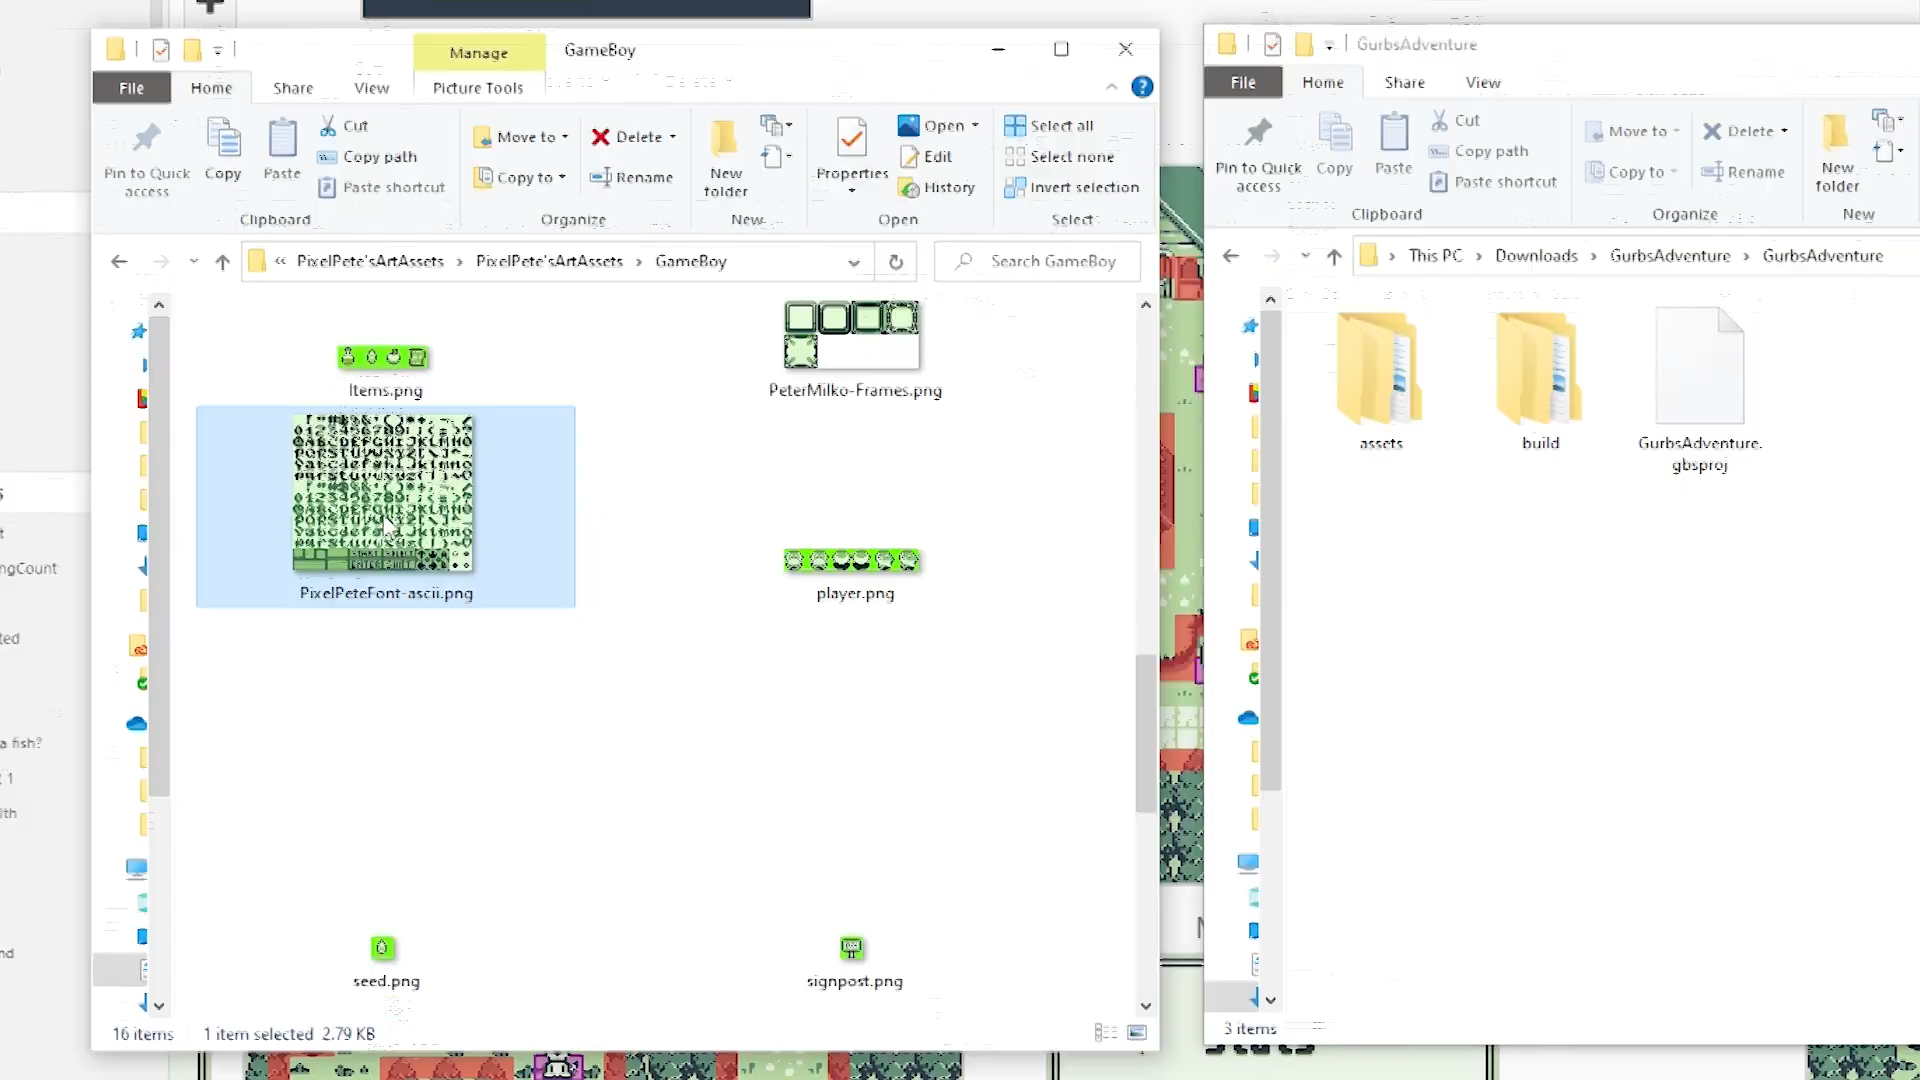 Manage
GameBoy
File
Home
Share
View
Picture Tools
Pin to Quick access
Copy
Paste
Cut
Copy path
Paste shortcut
Clipboard
Move to
Copy to
Delete
Rename
Organize
New folder
New
Properties
Open
Edit
History
Open
Select all
Select none
Invert selection
Select
« PixelPete'sArtAssets › PixelPete'sArtAssets › GameBoy
Search GameBoy
Items.png
PeterMilko-Frames.png
PixelPeteFont-ascii.png
player.png
seed.png
signpost.png
16 items
1 item selected 2.79 KB
GurbsAdventure
File
Home
Share
View
Pin to Quick access
Copy
Paste
Cut
Copy path
Paste shortcut
Clipboard
Move to
Copy to
Delete
Rename
Organize
New folder
New
› This PC › Downloads › GurbsAdventure › GurbsAdventure
assets
build
GurbsAdventure.
gbsproj
3 items
ngCount
a fish?